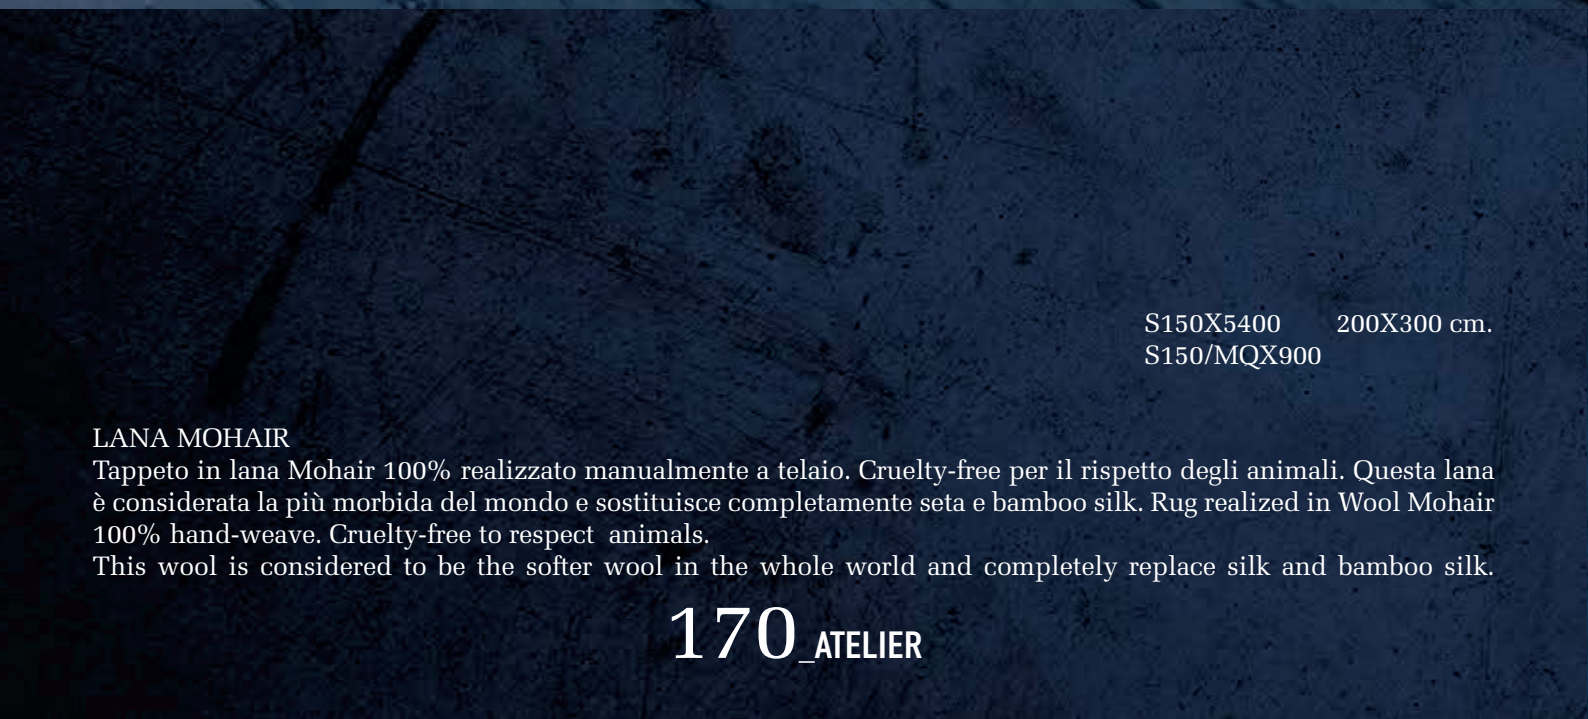 S150X5400 200X300 cm.
S150/MQX900
LANA MOHAIR
Tappeto in lana Mohair 100% realizzato manualmente a telaio. Cruelty-free per il rispetto degli animali. Questa lana
è considerata la più morbida del mondo e sostituisce completamente seta e bamboo silk. Rug realized in Wool Mohair
100% hand-weave. Cruelty-free to respect animals.
This wool is considered to be the softer wool in the whole world and completely replace silk and bamboo silk.
170_ATELIER